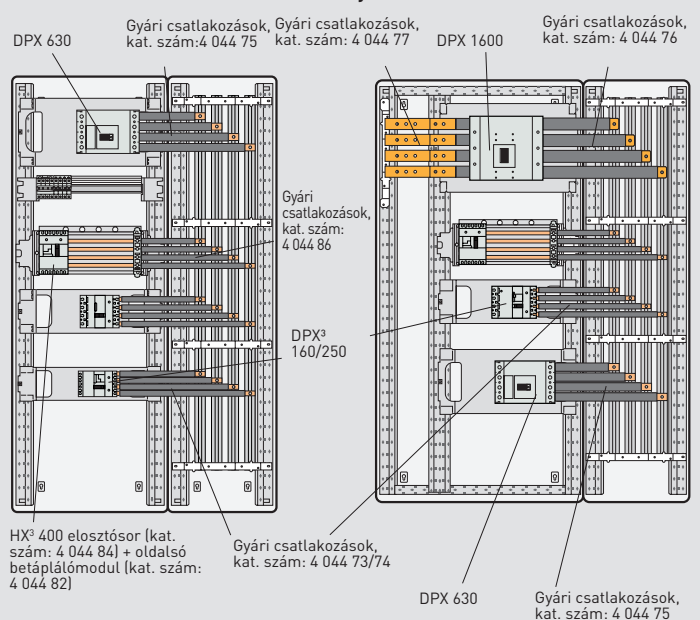 DPX 630
Gyári csatlakozások,
kat. szám:4 044 75
Gyári csatlakozások,
kat. szám: 4 044 77
DPX 1600
Gyári csatlakozások,
kat. szám: 4 044 76
Gyári
csatlakozások,
kat. szám:
4 044 86
DPX³
160/250
HX³ 400 elosztósor (kat.
szám: 4 044 84) + oldalsó
betáplálómodul (kat. szám:
4 044 82)
Gyári csatlakozások,
kat. szám: 4 044 73/74
DPX 630
Gyári csatlakozások,
kat. szám: 4 044 75